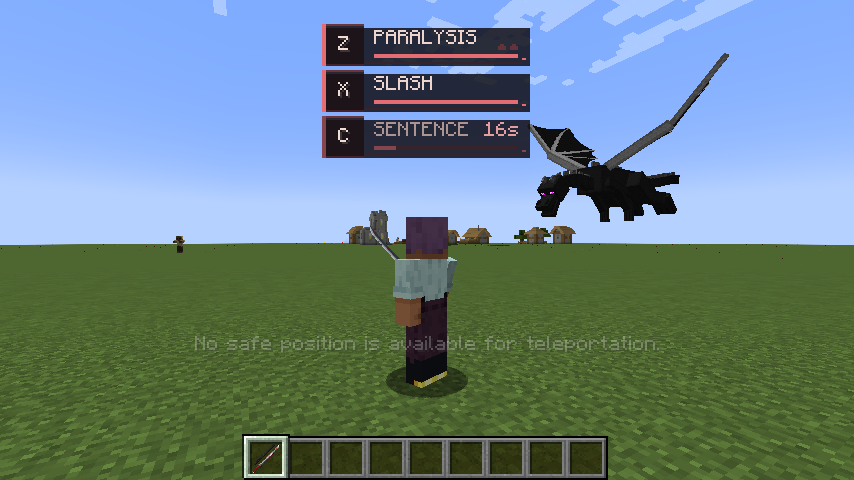 Z PARALYSIS
X SLASH
C SENTENCE 16s
No safe position is available for teleportation.